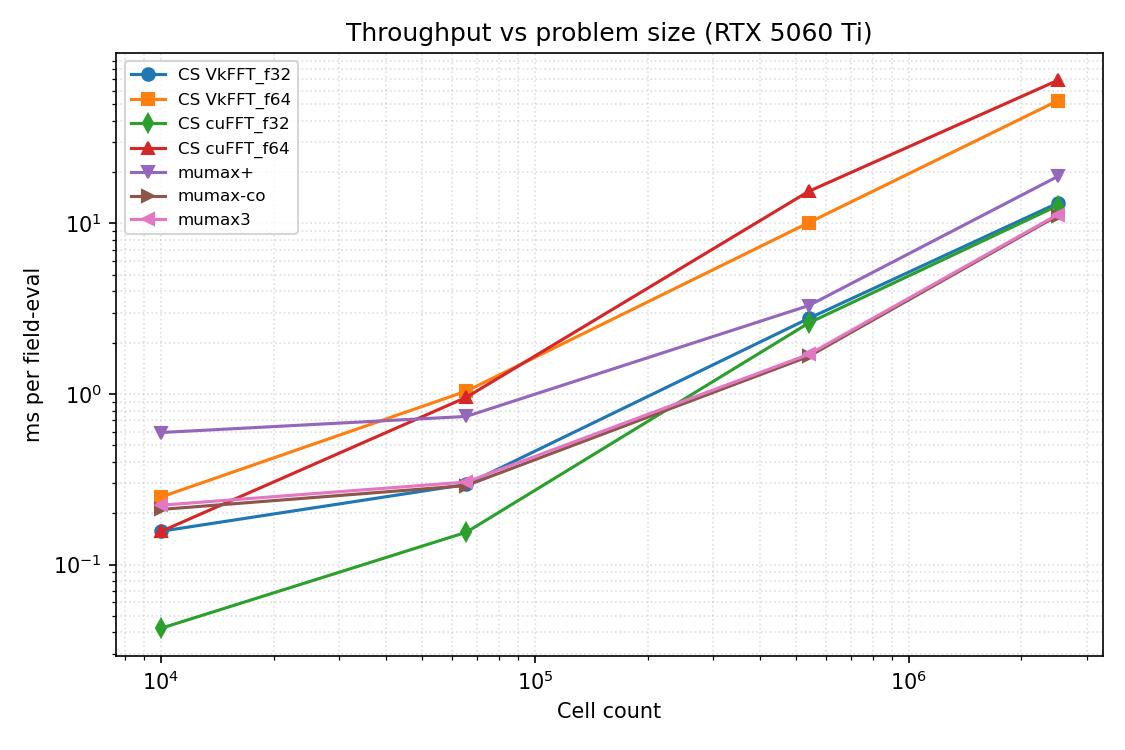 Throughput vs problem size (RTX 5060 Ti)
CS VkFFT_f32
CS VkFFT_f64
CS cuFFT_f32
CS cuFFT_f64
mumax+
mumax-co
mumax3
ms per field-eval
10¹
10⁰
10⁻¹
10⁴ 10⁵ 10⁶
Cell count